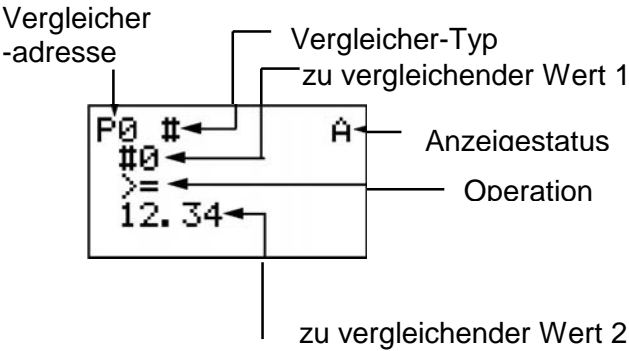 Vergleicher
-adresse
Vergleicher-Typ
zu vergleichender Wert 1
P0 #
A
Anzeigestatus
#0
>=
Operation
12.34
zu vergleichender Wert 2